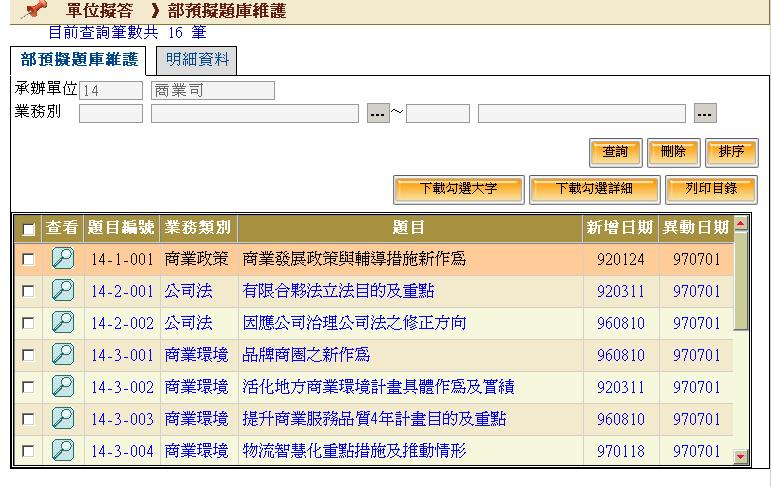 單位擬答 》部預擬題庫維護
目前查詢筆數共 16 筆
部預擬題庫維護 明細資料
承辦單位 14 商業司
業務別 ... ～ ...
查詢 刪除 排序
下載勾選大字 下載勾選詳細 列印目錄
查看 題目編號 業務類別 題目 新增日期 異動日期
14-1-001 商業政策 商業發展政策與輔導措施新作為 920124 970701
14-2-001 公司法 有限合夥法立法目的及重點 920311 970701
14-2-002 公司法 因應公司治理公司法之修正方向 960810 970701
14-3-001 商業環境 品牌商圈之新作為 960810 970701
14-3-002 商業環境 活化地方商業環境計畫具體作為及實績 920311 970701
14-3-003 商業環境 提升商業服務品質4年計畫目的及重點 960810 970701
14-3-004 商業環境 物流智慧化重點措施及推動情形 970118 970701